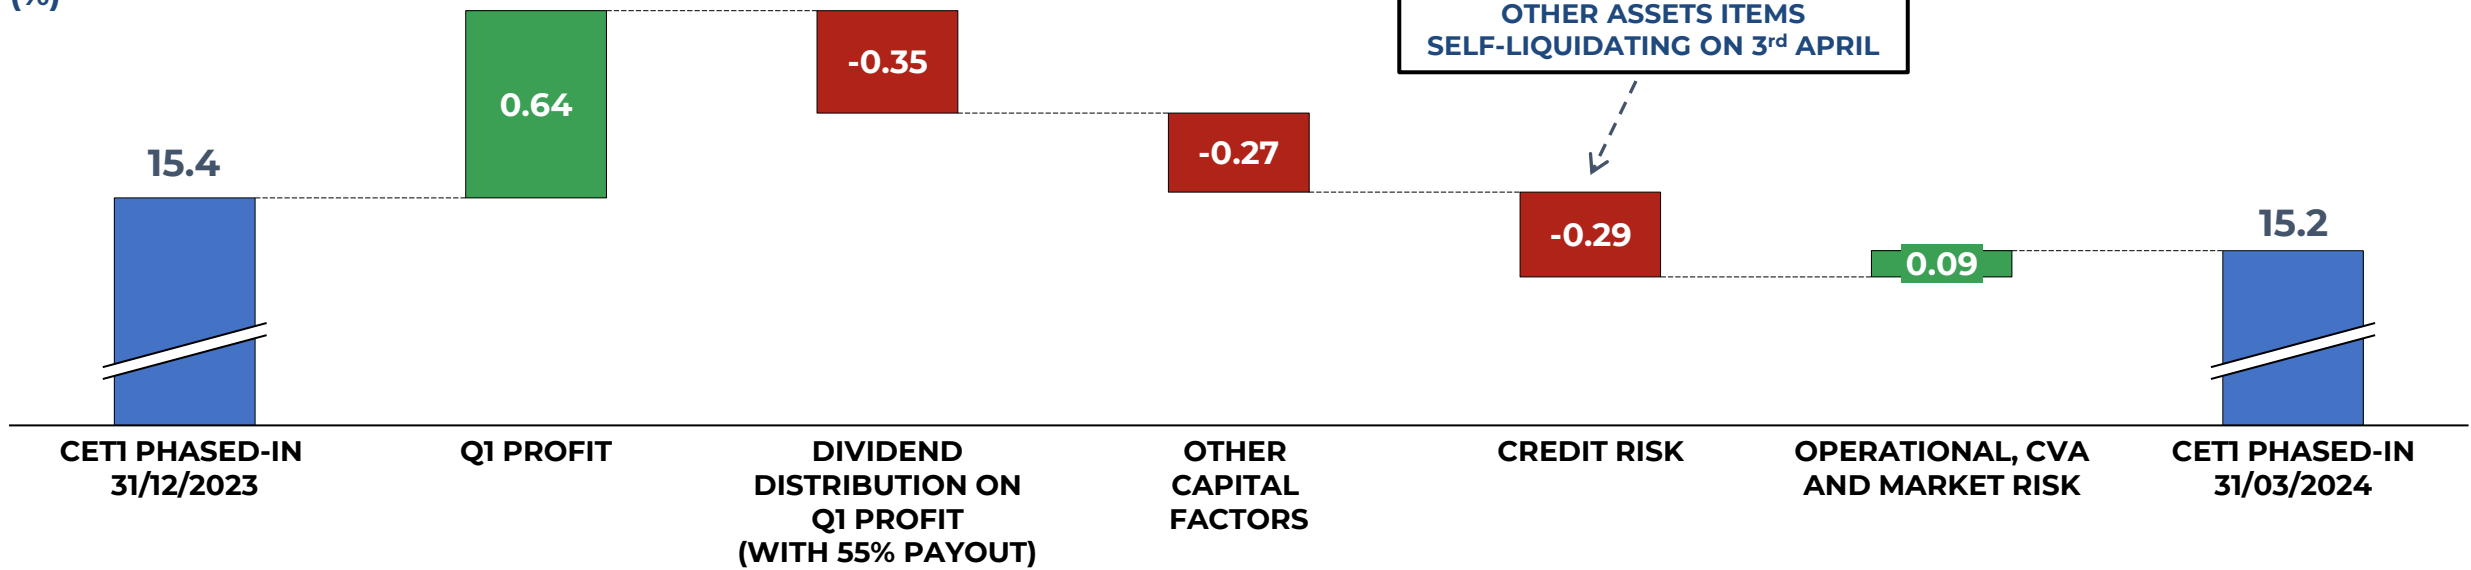 (%)
OTHER ASSETS ITEMS
SELF-LIQUIDATING ON 3rd APRIL
15.4
0.64
-0.35
-0.27
-0.29
0.09
15.2
CET1 PHASED-IN
31/12/2023
Q1 PROFIT
DIVIDEND
DISTRIBUTION ON
Q1 PROFIT
(WITH 55% PAYOUT)
OTHER
CAPITAL
FACTORS
CREDIT RISK
OPERATIONAL, CVA
AND MARKET RISK
CET1 PHASED-IN
31/03/2024